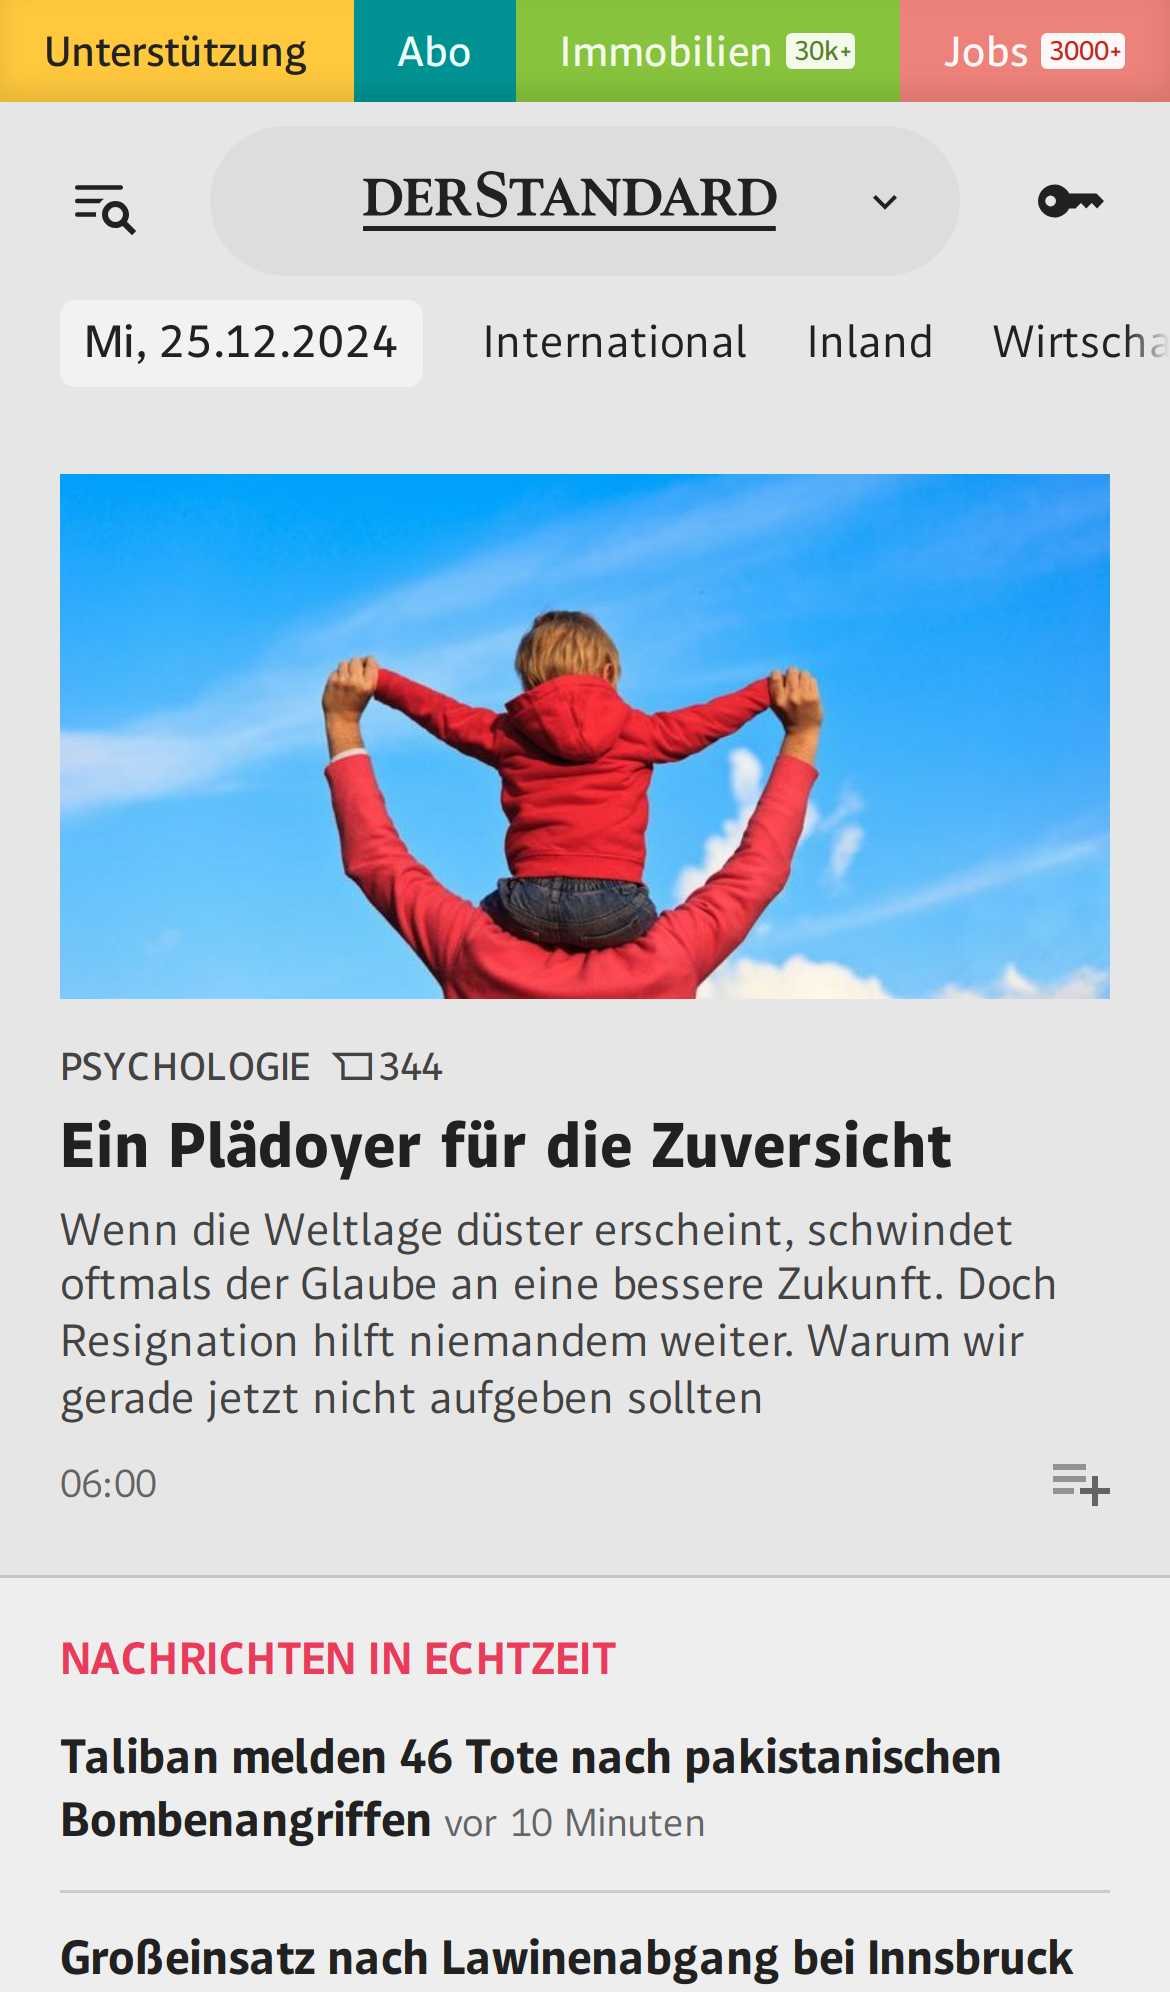 Unterstützung Abo Immobilien 30k+ Jobs 3000+
DERSTANDARD
Mi, 25.12.2024 International Inland Wirtscha
PSYCHOLOGIE 344
Ein Plädoyer für die Zuversicht
Wenn die Weltlage düster erscheint, schwindet
oftmals der Glaube an eine bessere Zukunft. Doch
Resignation hilft niemandem weiter. Warum wir
gerade jetzt nicht aufgeben sollten
06:00
NACHRICHTEN IN ECHTZEIT
Taliban melden 46 Tote nach pakistanischen
Bombenangriffen vor 10 Minuten
Großeinsatz nach Lawinenabgang bei Innsbruck